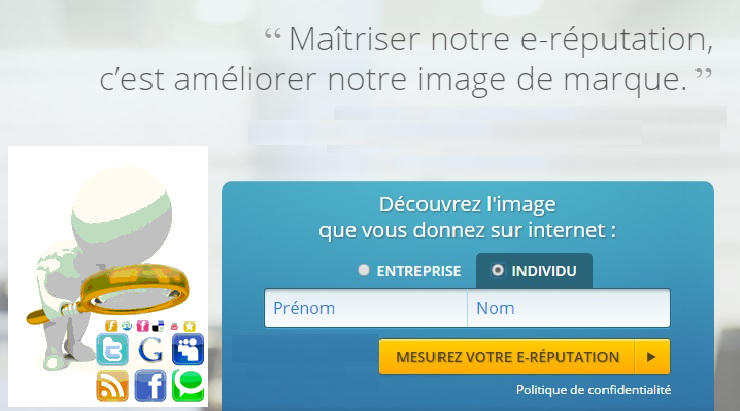 “ Maîtriser notre e-réputation,
c’est améliorer notre image de marque. ”
Découvrez l'image
que vous donnez sur internet :
ENTREPRISE INDIVIDU
Prénom Nom
MESUREZ VOTRE E-RÉPUTATION
Politique de confidentialité